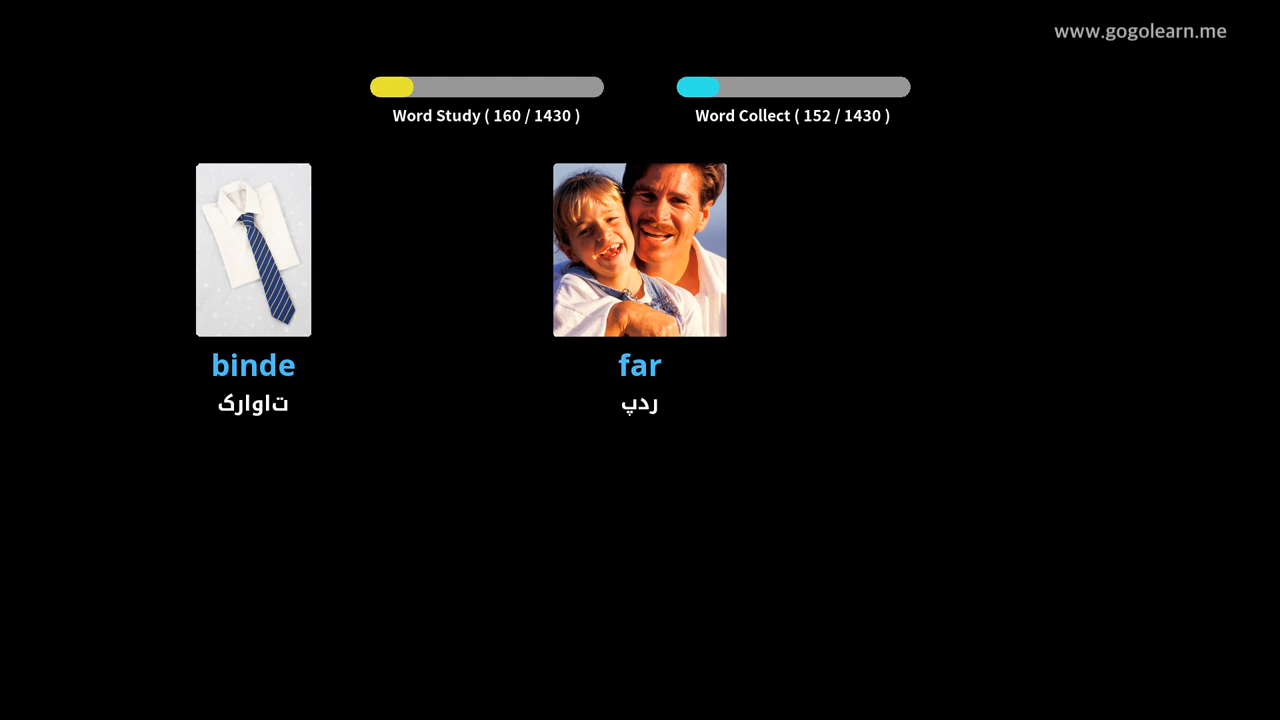 www.gogolearn.me
Word Study ( 160 / 1430 )
Word Collect ( 152 / 1430 )
binde
far
تاوارک
ردپ